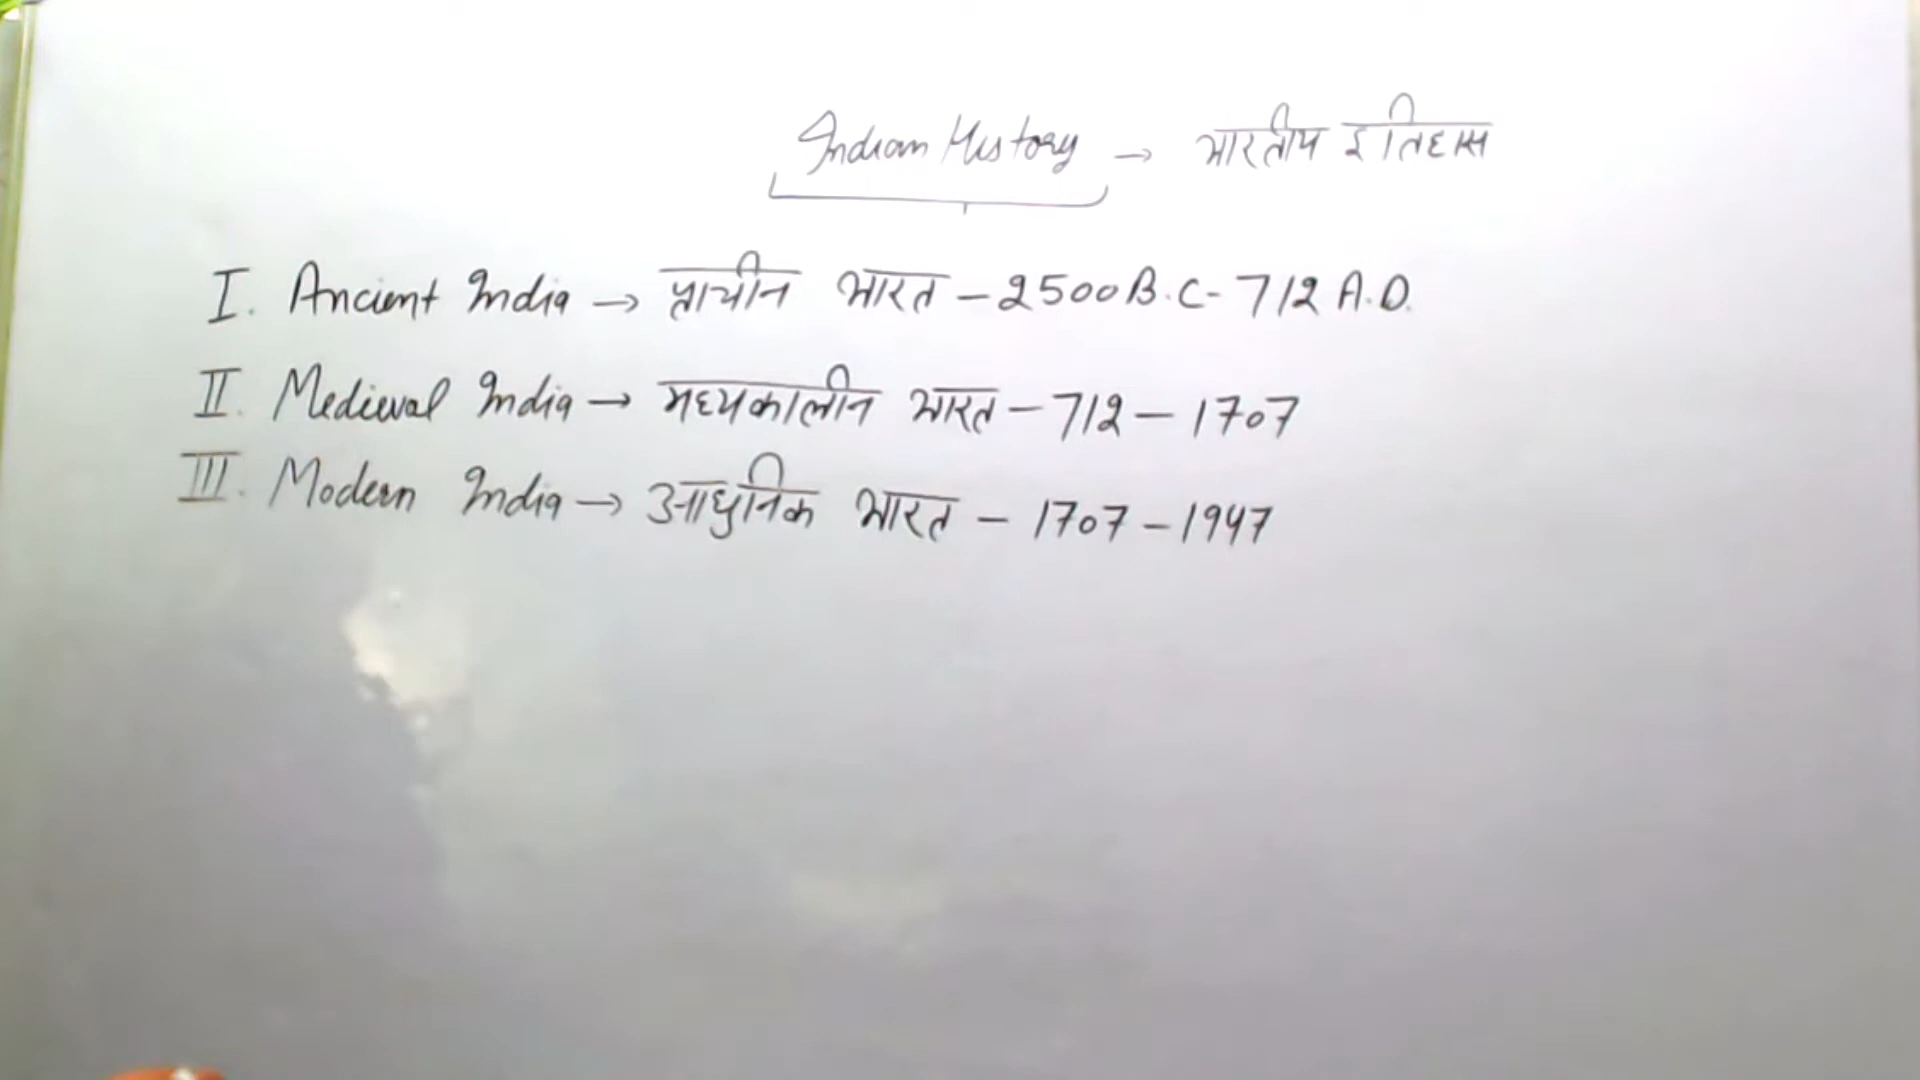 Indian History → भारतीय इतिहास
I. Ancient India → प्राचीन भारत - 2500 B.C - 712 A.D.
II. Medieval India → मध्यकालीन भारत - 712 - 1707
III. Modern India → आधुनिक भारत - 1707 - 1947